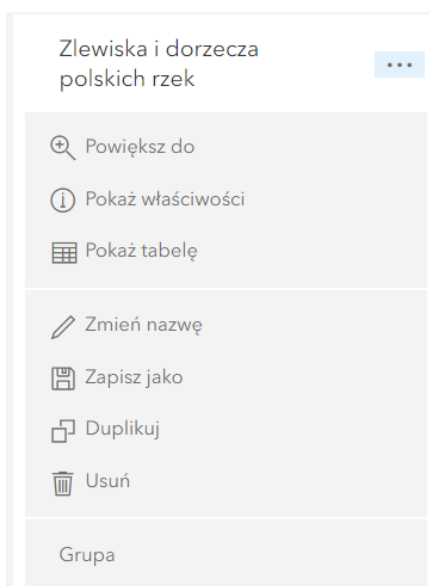 Zlewiska i dorzecza
polskich rzek
Powiększ do
Pokaż właściwości
Pokaż tabelę
Zmień nazwę
Zapisz jako
Duplikuj
Usuń
Grupa